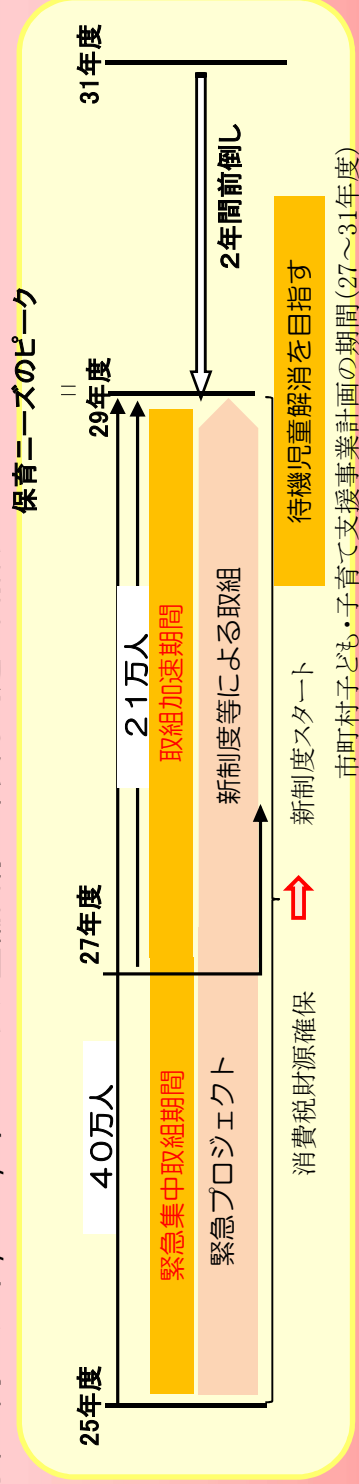 保育ニーズのピーク
=
25年度
27年度
29年度
31年度
40万人
21万人
2年間前倒し
緊急集中取組期間
取組加速期間
緊急プロジェクト
新制度等による取組
待機児童解消を目指す
消費税財源確保
⇨
新制度スタート
市町村子ども・子育て支援事業計画の期間(27～31年度)